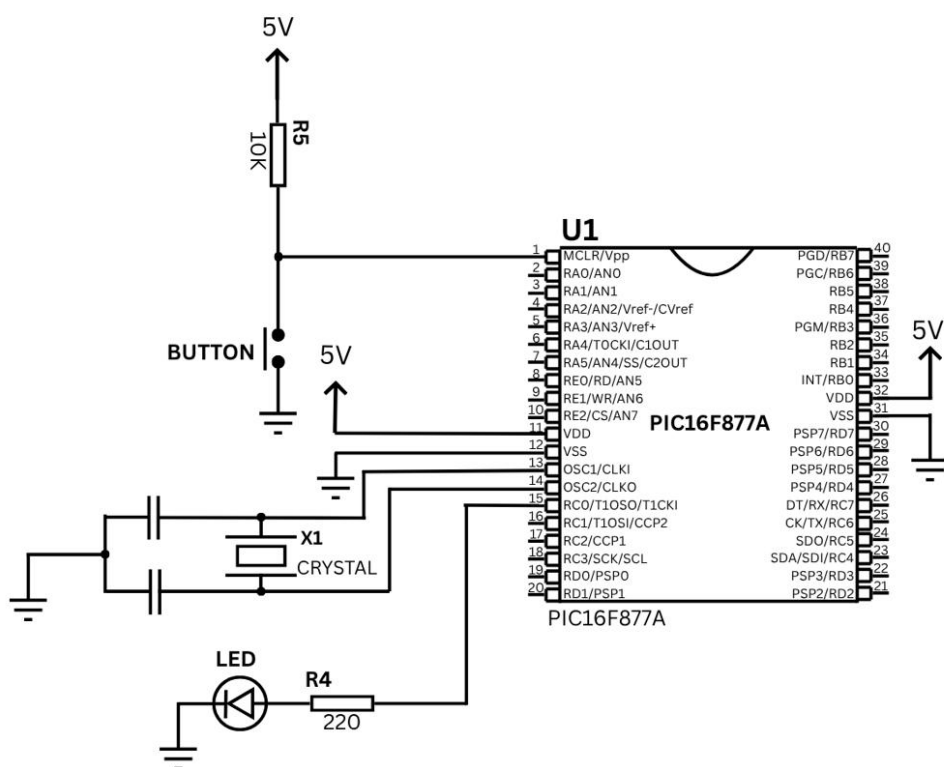 5V
R5
10K
U1
1 MCLR/Vpp PGD/RB7 40
2 RA0/AN0 PGC/RB6 39
3 RA1/AN1 RB5 38
4 RA2/AN2/Vref-/CVref RB4 37
5 RA3/AN3/Vref+ PGM/RB3 36
6 RA4/TOCKI/C1OUT RB2 35
7 RA5/AN4/SS/C2OUT RB1 34
8 RE0/RD/AN5 INT/RB0 33
9 RE1/WR/AN6 VDD 32
10 RE2/CS/AN7 VSS 31
11 VDD PSP7/RD7 30
12 VSS PSP6/RD6 29
13 OSC1/CLKI PSP5/RD5 28
14 OSC2/CLKO PSP4/RD4 27
15 RC0/T1OSO/T1CKI DT/RX/RC7 26
16 RC1/T1OSI/CCP2 CK/TX/RC6 25
17 RC2/CCP1 SDO/RC5 24
18 RC3/SCK/SCL SDA/SDI/RC4 23
19 RD0/PSP0 PSP3/RD3 22
20 RD1/PSP1 PSP2/RD2 21
PIC16F877A
PIC16F877A
BUTTON
5V
5V
X1
CRYSTAL
LED
R4
220